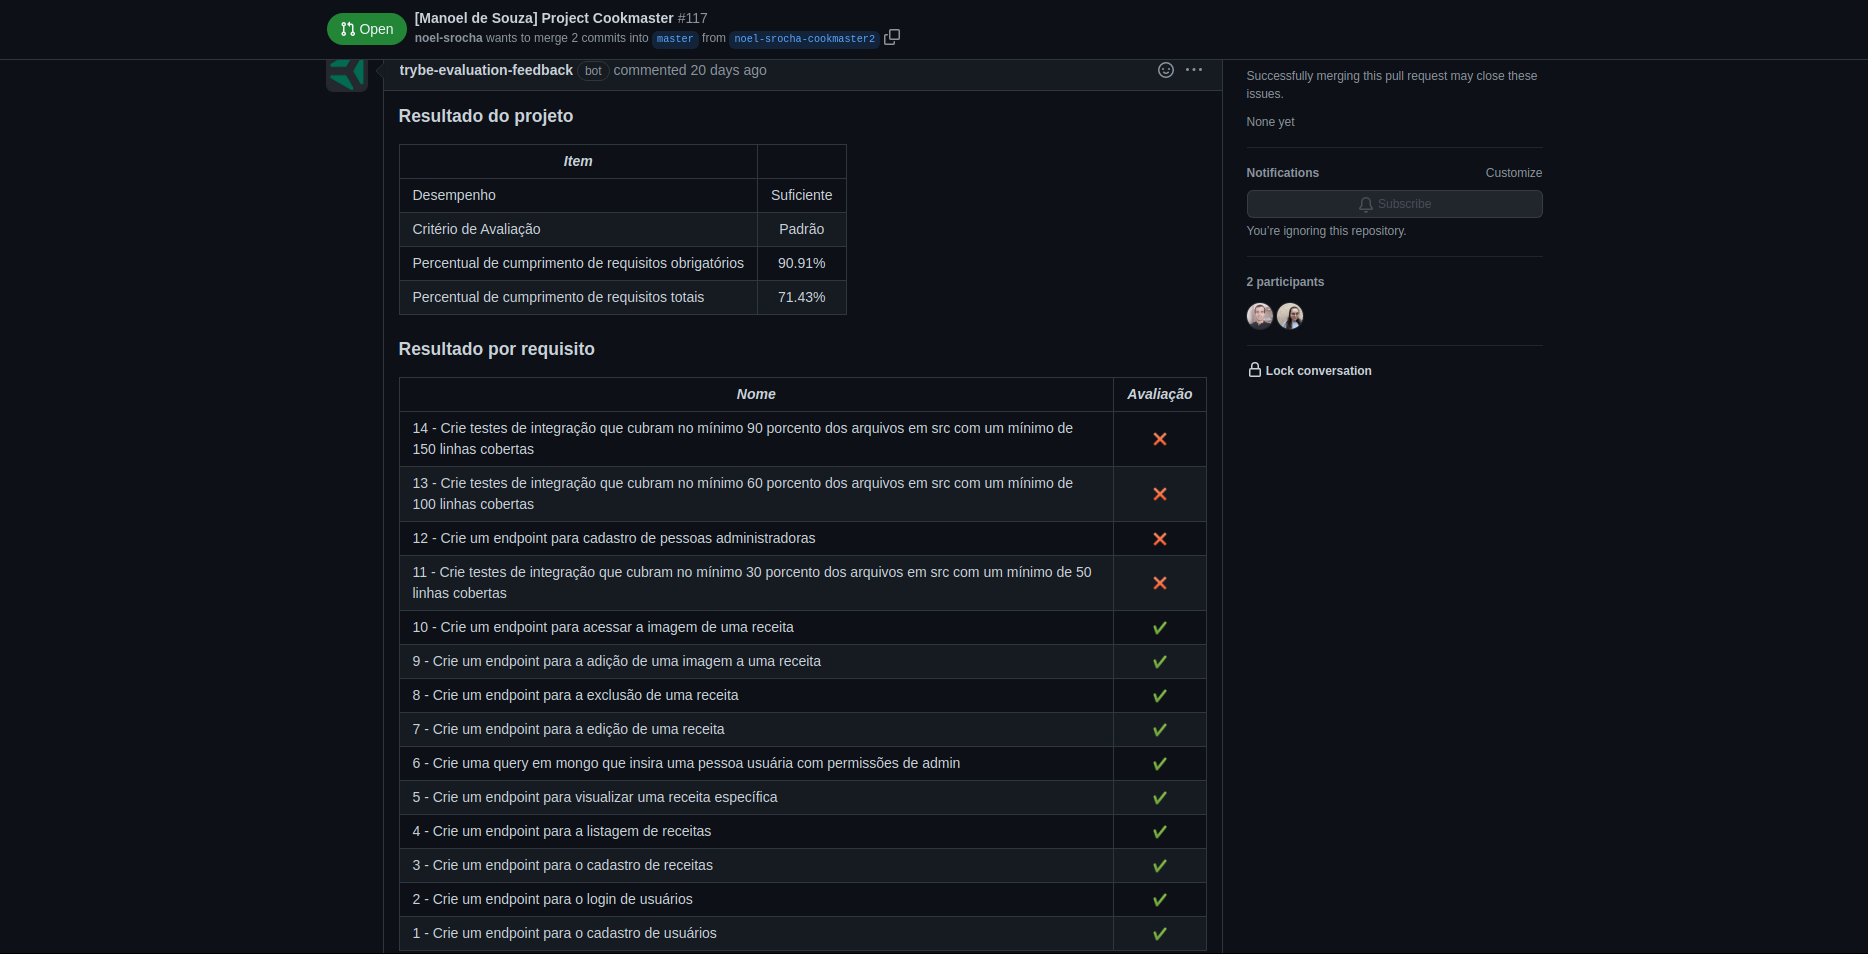 Open
[Manoel de Souza] Project Cookmaster #117
noel-srocha wants to merge 2 commits into master from noel-srocha-cookmaster2
trybe-evaluation-feedback bot commented 20 days ago
Resultado do projeto
Item
Desempenho Suficiente
Critério de Avaliação Padrão
Percentual de cumprimento de requisitos obrigatórios 90.91%
Percentual de cumprimento de requisitos totais 71.43%
Resultado por requisito
Nome Avaliação
14 - Crie testes de integração que cubram no mínimo 90 porcento dos arquivos em src com um mínimo de
150 linhas cobertas
13 - Crie testes de integração que cubram no mínimo 60 porcento dos arquivos em src com um mínimo de
100 linhas cobertas
12 - Crie um endpoint para cadastro de pessoas administradoras
11 - Crie testes de integração que cubram no mínimo 30 porcento dos arquivos em src com um mínimo de 50
linhas cobertas
10 - Crie um endpoint para acessar a imagem de uma receita
9 - Crie um endpoint para a adição de uma imagem a uma receita
8 - Crie um endpoint para a exclusão de uma receita
7 - Crie um endpoint para a edição de uma receita
6 - Crie uma query em mongo que insira uma pessoa usuária com permissões de admin
5 - Crie um endpoint para visualizar uma receita específica
4 - Crie um endpoint para a listagem de receitas
3 - Crie um endpoint para o cadastro de receitas
2 - Crie um endpoint para o login de usuários
1 - Crie um endpoint para o cadastro de usuários
Successfully merging this pull request may close these
issues.
None yet
Notifications Customize
Subscribe
You're ignoring this repository.
2 participants
Lock conversation